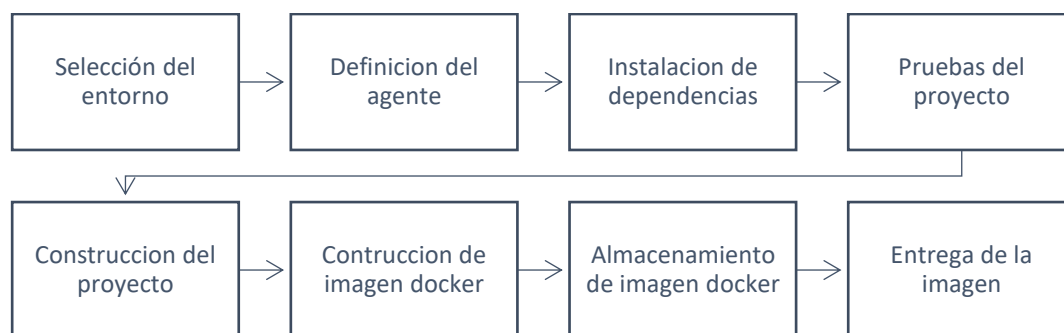 Selección del
entorno
Definicion del
agente
Instalacion de
dependencias
Pruebas del
proyecto
Construccion del
proyecto
Contruccion de
imagen docker
Almacenamiento
de imagen docker
Entrega de la
imagen